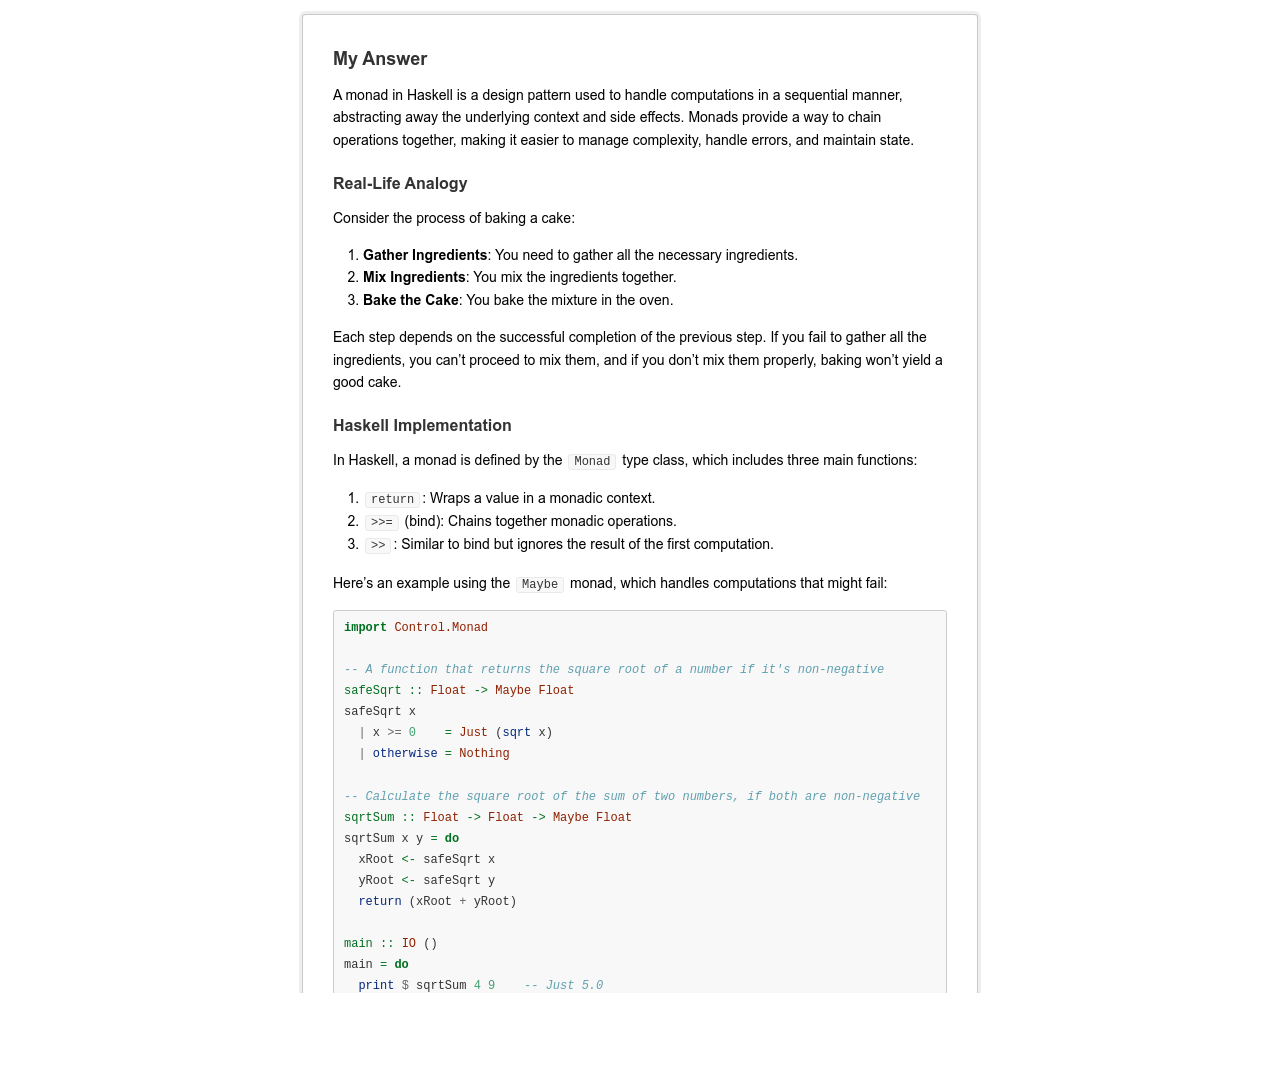 My Answer
A monad in Haskell is a design pattern used to handle computations in a sequential manner,
abstracting away the underlying context and side effects. Monads provide a way to chain
operations together, making it easier to manage complexity, handle errors, and maintain state.
Real-Life Analogy
Consider the process of baking a cake:
1. Gather Ingredients: You need to gather all the necessary ingredients.
2. Mix Ingredients: You mix the ingredients together.
3. Bake the Cake: You bake the mixture in the oven.
Each step depends on the successful completion of the previous step. If you fail to gather all the
ingredients, you can’t proceed to mix them, and if you don’t mix them properly, baking won’t yield a
good cake.
Haskell Implementation
In Haskell, a monad is defined by the Monad type class, which includes three main functions:
1. return : Wraps a value in a monadic context.
2. >>= (bind): Chains together monadic operations.
3. >> : Similar to bind but ignores the result of the first computation.
Here’s an example using the Maybe monad, which handles computations that might fail:
import Control.Monad
-- A function that returns the square root of a number if it's non-negative
safeSqrt :: Float -> Maybe Float
safeSqrt x
  | x >= 0    = Just (sqrt x)
  | otherwise = Nothing
-- Calculate the square root of the sum of two numbers, if both are non-negative
sqrtSum :: Float -> Float -> Maybe Float
sqrtSum x y = do
  xRoot <- safeSqrt x
  yRoot <- safeSqrt y
  return (xRoot + yRoot)
main :: IO ()
main = do
  print $ sqrtSum 4 9    -- Just 5.0